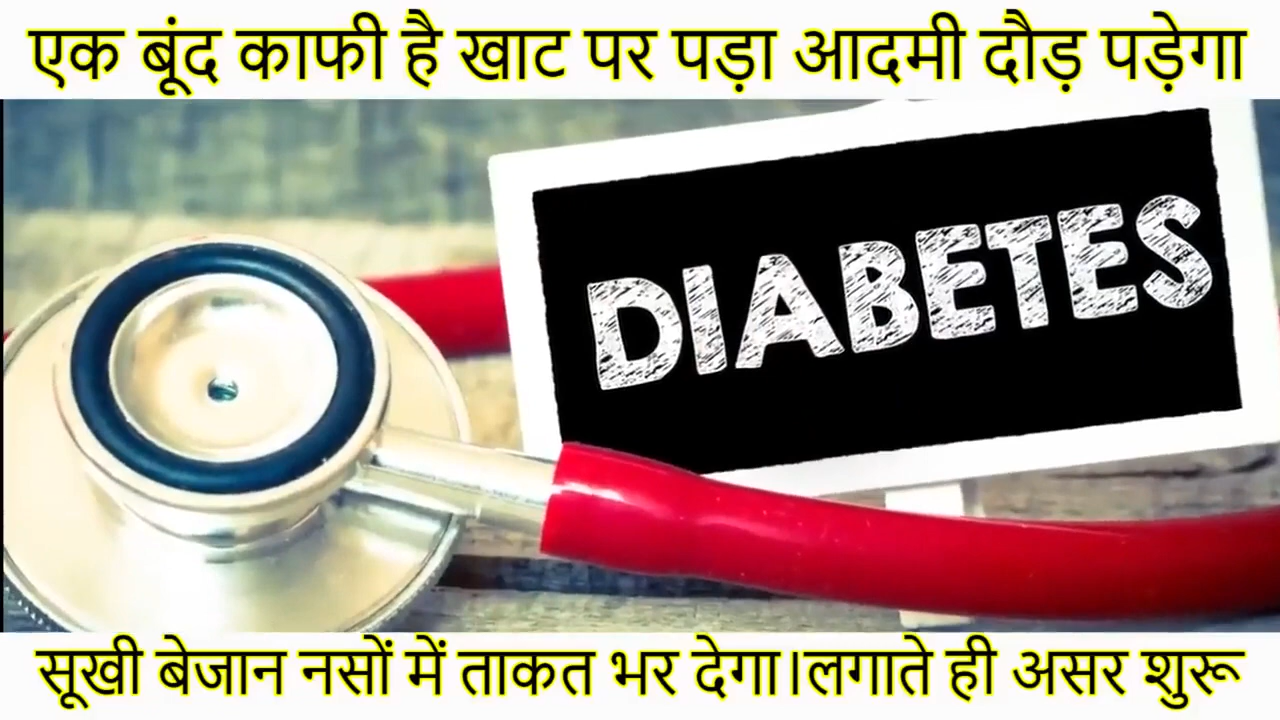 एक बूंद काफी है खाट पर पड़ा आदमी दौड़ पड़ेगा
DIABETES
सूखी बेजान नसों में ताकत भर देगा।लगाते ही असर शुरू